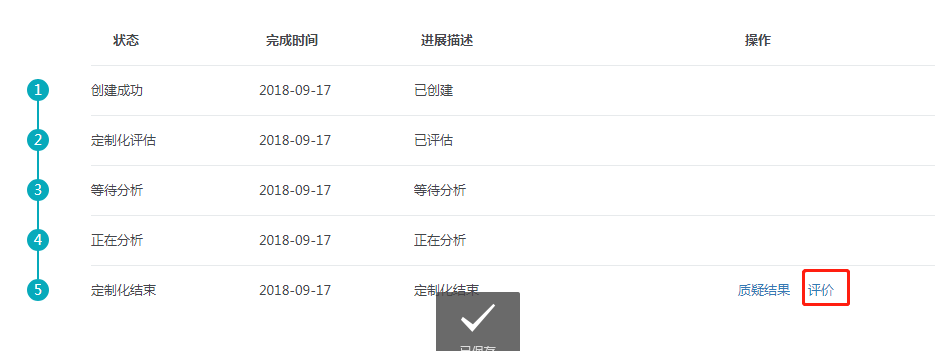 状态 完成时间 进展描述 操作
1 创建成功 2018-09-17 已创建
2 定制化评估 2018-09-17 已评估
3 等待分析 2018-09-17 等待分析
4 正在分析 2018-09-17 正在分析
5 定制化结束 2018-09-17 定制化结束 质疑结果 评价
已保存